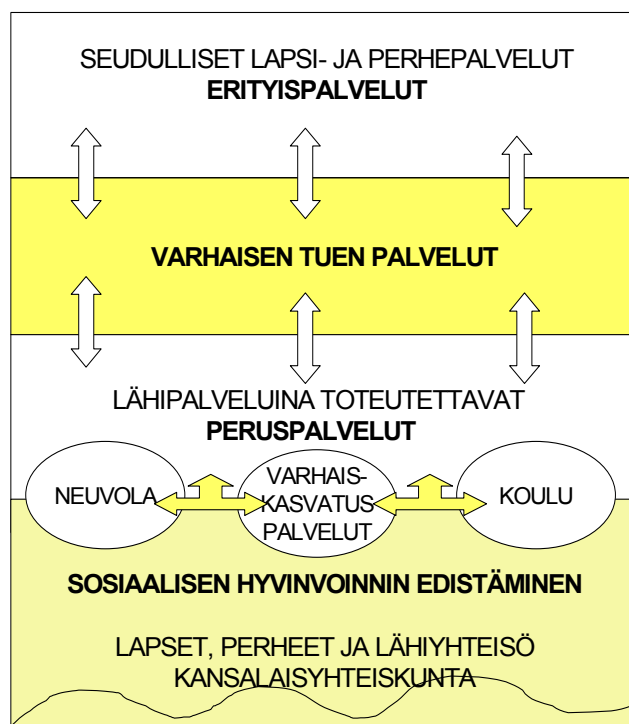 SEUDULLISET LAPSI- JA PERHEPALVELUT
ERITYISPALVELUT
VARHAISEN TUEN PALVELUT
LÄHIPALVELUINA TOTEUTETTAVAT
PERUSPALVELUT
NEUVOLA
VARHAIS-
KASVATUS
PALVELUT
KOULU
SOSIAALISEN HYVINVOINNIN EDISTÄMINEN
LAPSET, PERHEET JA LÄHIYHTEISÖ
KANSALAISYHTEISKUNTA